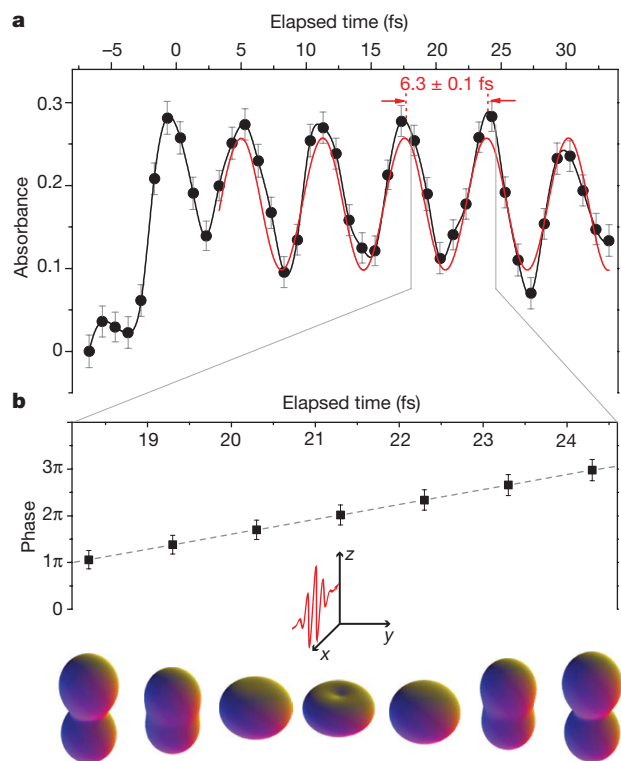 a
Elapsed time (fs)
−5 0 5 10 15 20 25 30
6.3 ± 0.1 fs
0.3
0.2
0.1
0
Absorbance
b
Elapsed time (fs)
19 20 21 22 23 24
3π
2π
1π
0
Phase
z
y
x